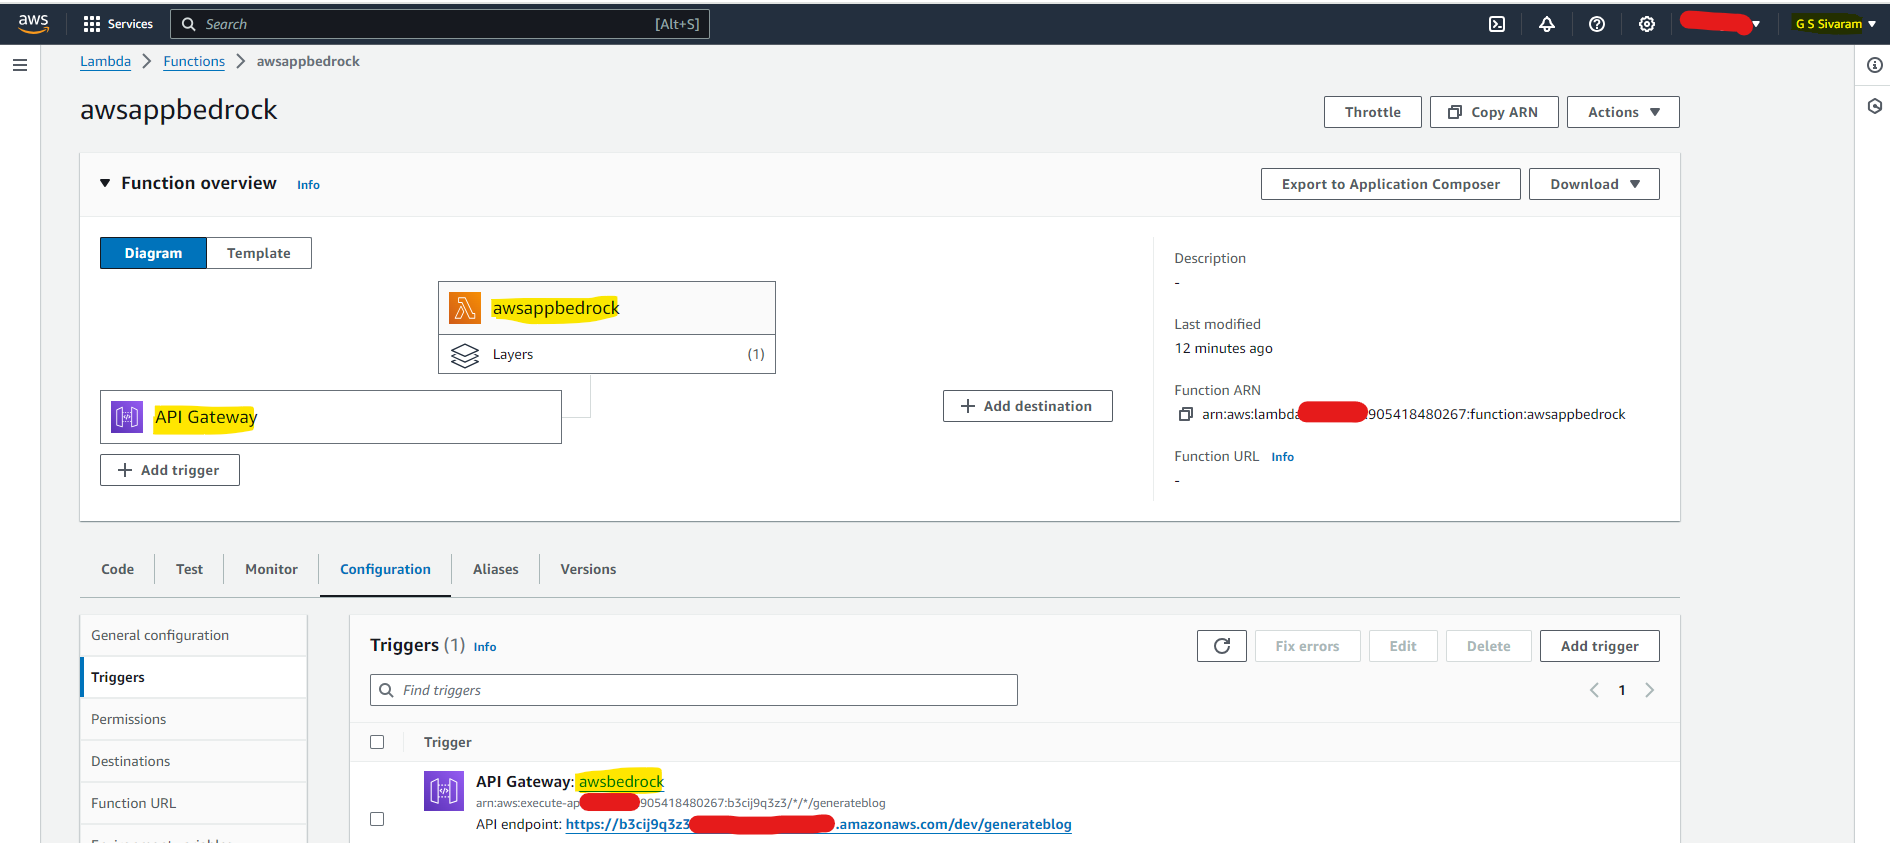 aws Services Search [Alt+S] G S Sivaram
Lambda Functions awsappbedrock
awsappbedrock
Throttle Copy ARN Actions
Function overview Info
Export to Application Composer Download
Diagram Template
awsappbedrock
Layers (1)
API Gateway
Add trigger
Add destination
Description
-
Last modified
12 minutes ago
Function ARN
arn:aws:lambda 905418480267:function:awsappbedrock
Function URL Info
-
Code Test Monitor Configuration Aliases Versions
General configuration
Triggers
Permissions
Destinations
Function URL
Environment variables
Triggers (1) Info
Fix errors Edit Delete Add trigger
Find triggers
1
Trigger
API Gateway: awsbedrock
arn:aws:execute-ap 905418480267:b3cij9q3z3/*/*/generateblog
API endpoint: https://b3cij9q3z3 .amazonaws.com/dev/generateblog